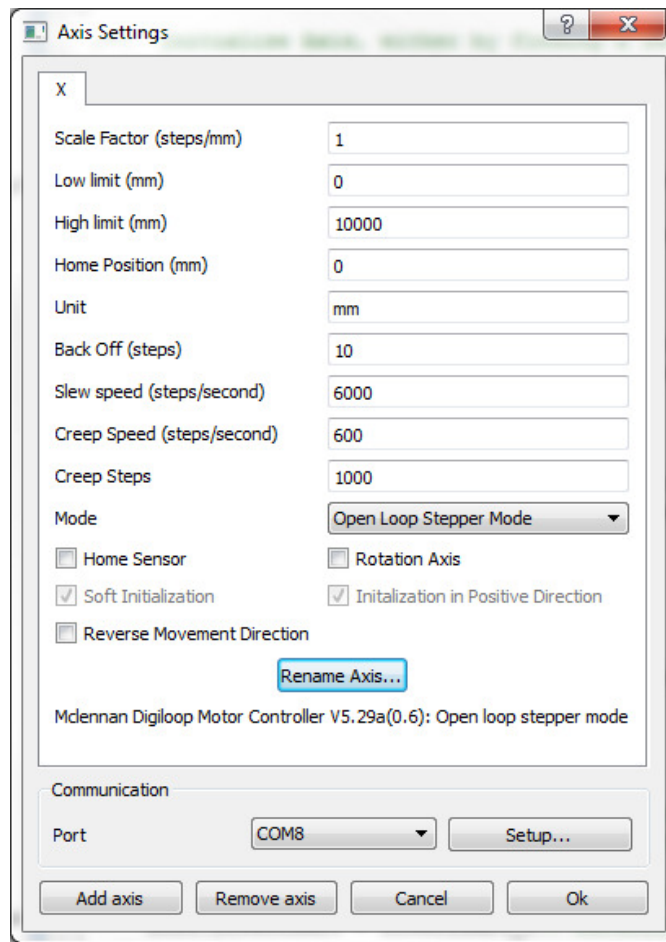 Axis Settings
X
Scale Factor (steps/mm) 1
Low limit (mm) 0
High limit (mm) 10000
Home Position (mm) 0
Unit mm
Back Off (steps) 10
Slew speed (steps/second) 6000
Creep Speed (steps/second) 600
Creep Steps 1000
Mode Open Loop Stepper Mode
Home Sensor Rotation Axis
Soft Initialization Initalization in Positive Direction
Reverse Movement Direction
Rename Axis...
Mclennan Digiloop Motor Controller V5.29a(0.6): Open loop stepper mode
Communication
Port COM8 Setup...
Add axis Remove axis Cancel Ok